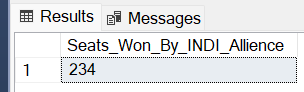 Results Messages
Seats_Won_By_INDI_Allience
1 234